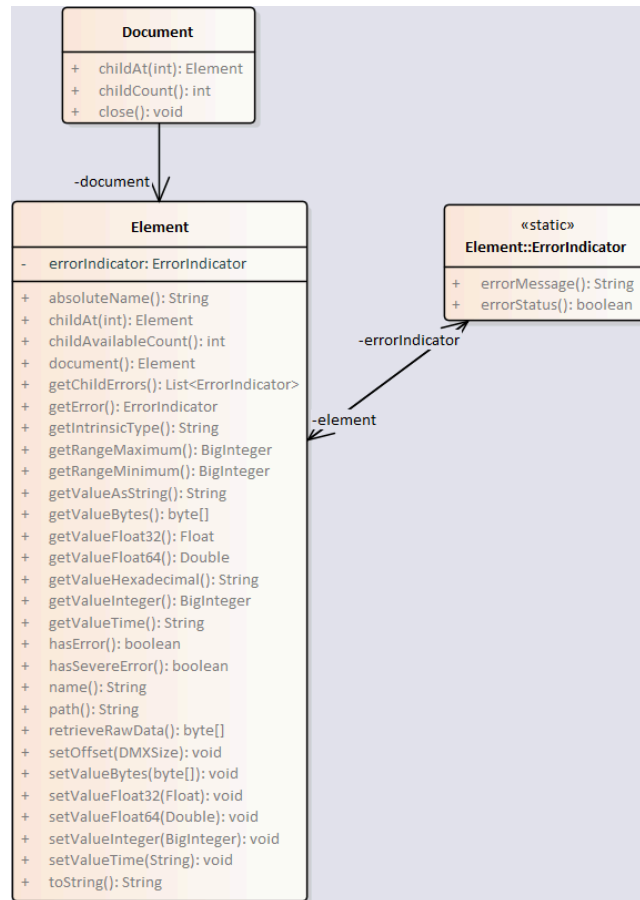 Document
+ childAt(int): Element
+ childCount(): int
+ close(): void
-document
Element
- errorIndicator: ErrorIndicator
+ absoluteName(): String
+ childAt(int): Element
+ childAvailableCount(): int
+ document(): Element
+ getChildErrors(): List<ErrorIndicator>
+ getError(): ErrorIndicator
+ getIntrinsicType(): String
+ getRangeMaximum(): BigInteger
+ getRangeMinimum(): BigInteger
+ getValueAsString(): String
+ getValueBytes(): byte[]
+ getValueFloat32(): Float
+ getValueFloat64(): Double
+ getValueHexadecimal(): String
+ getValueInteger(): BigInteger
+ getValueTime(): String
+ hasError(): boolean
+ hasSevereError(): boolean
+ name(): String
+ path(): String
+ retrieveRawData(): byte[]
+ setOffset(DMXSize): void
+ setValueBytes(byte[]): void
+ setValueFloat32(Float): void
+ setValueFloat64(Double): void
+ setValueInteger(BigInteger): void
+ setValueTime(String): void
+ toString(): String
«static»
Element::ErrorIndicator
+ errorMessage(): String
+ errorStatus(): boolean
-errorIndicator
-element